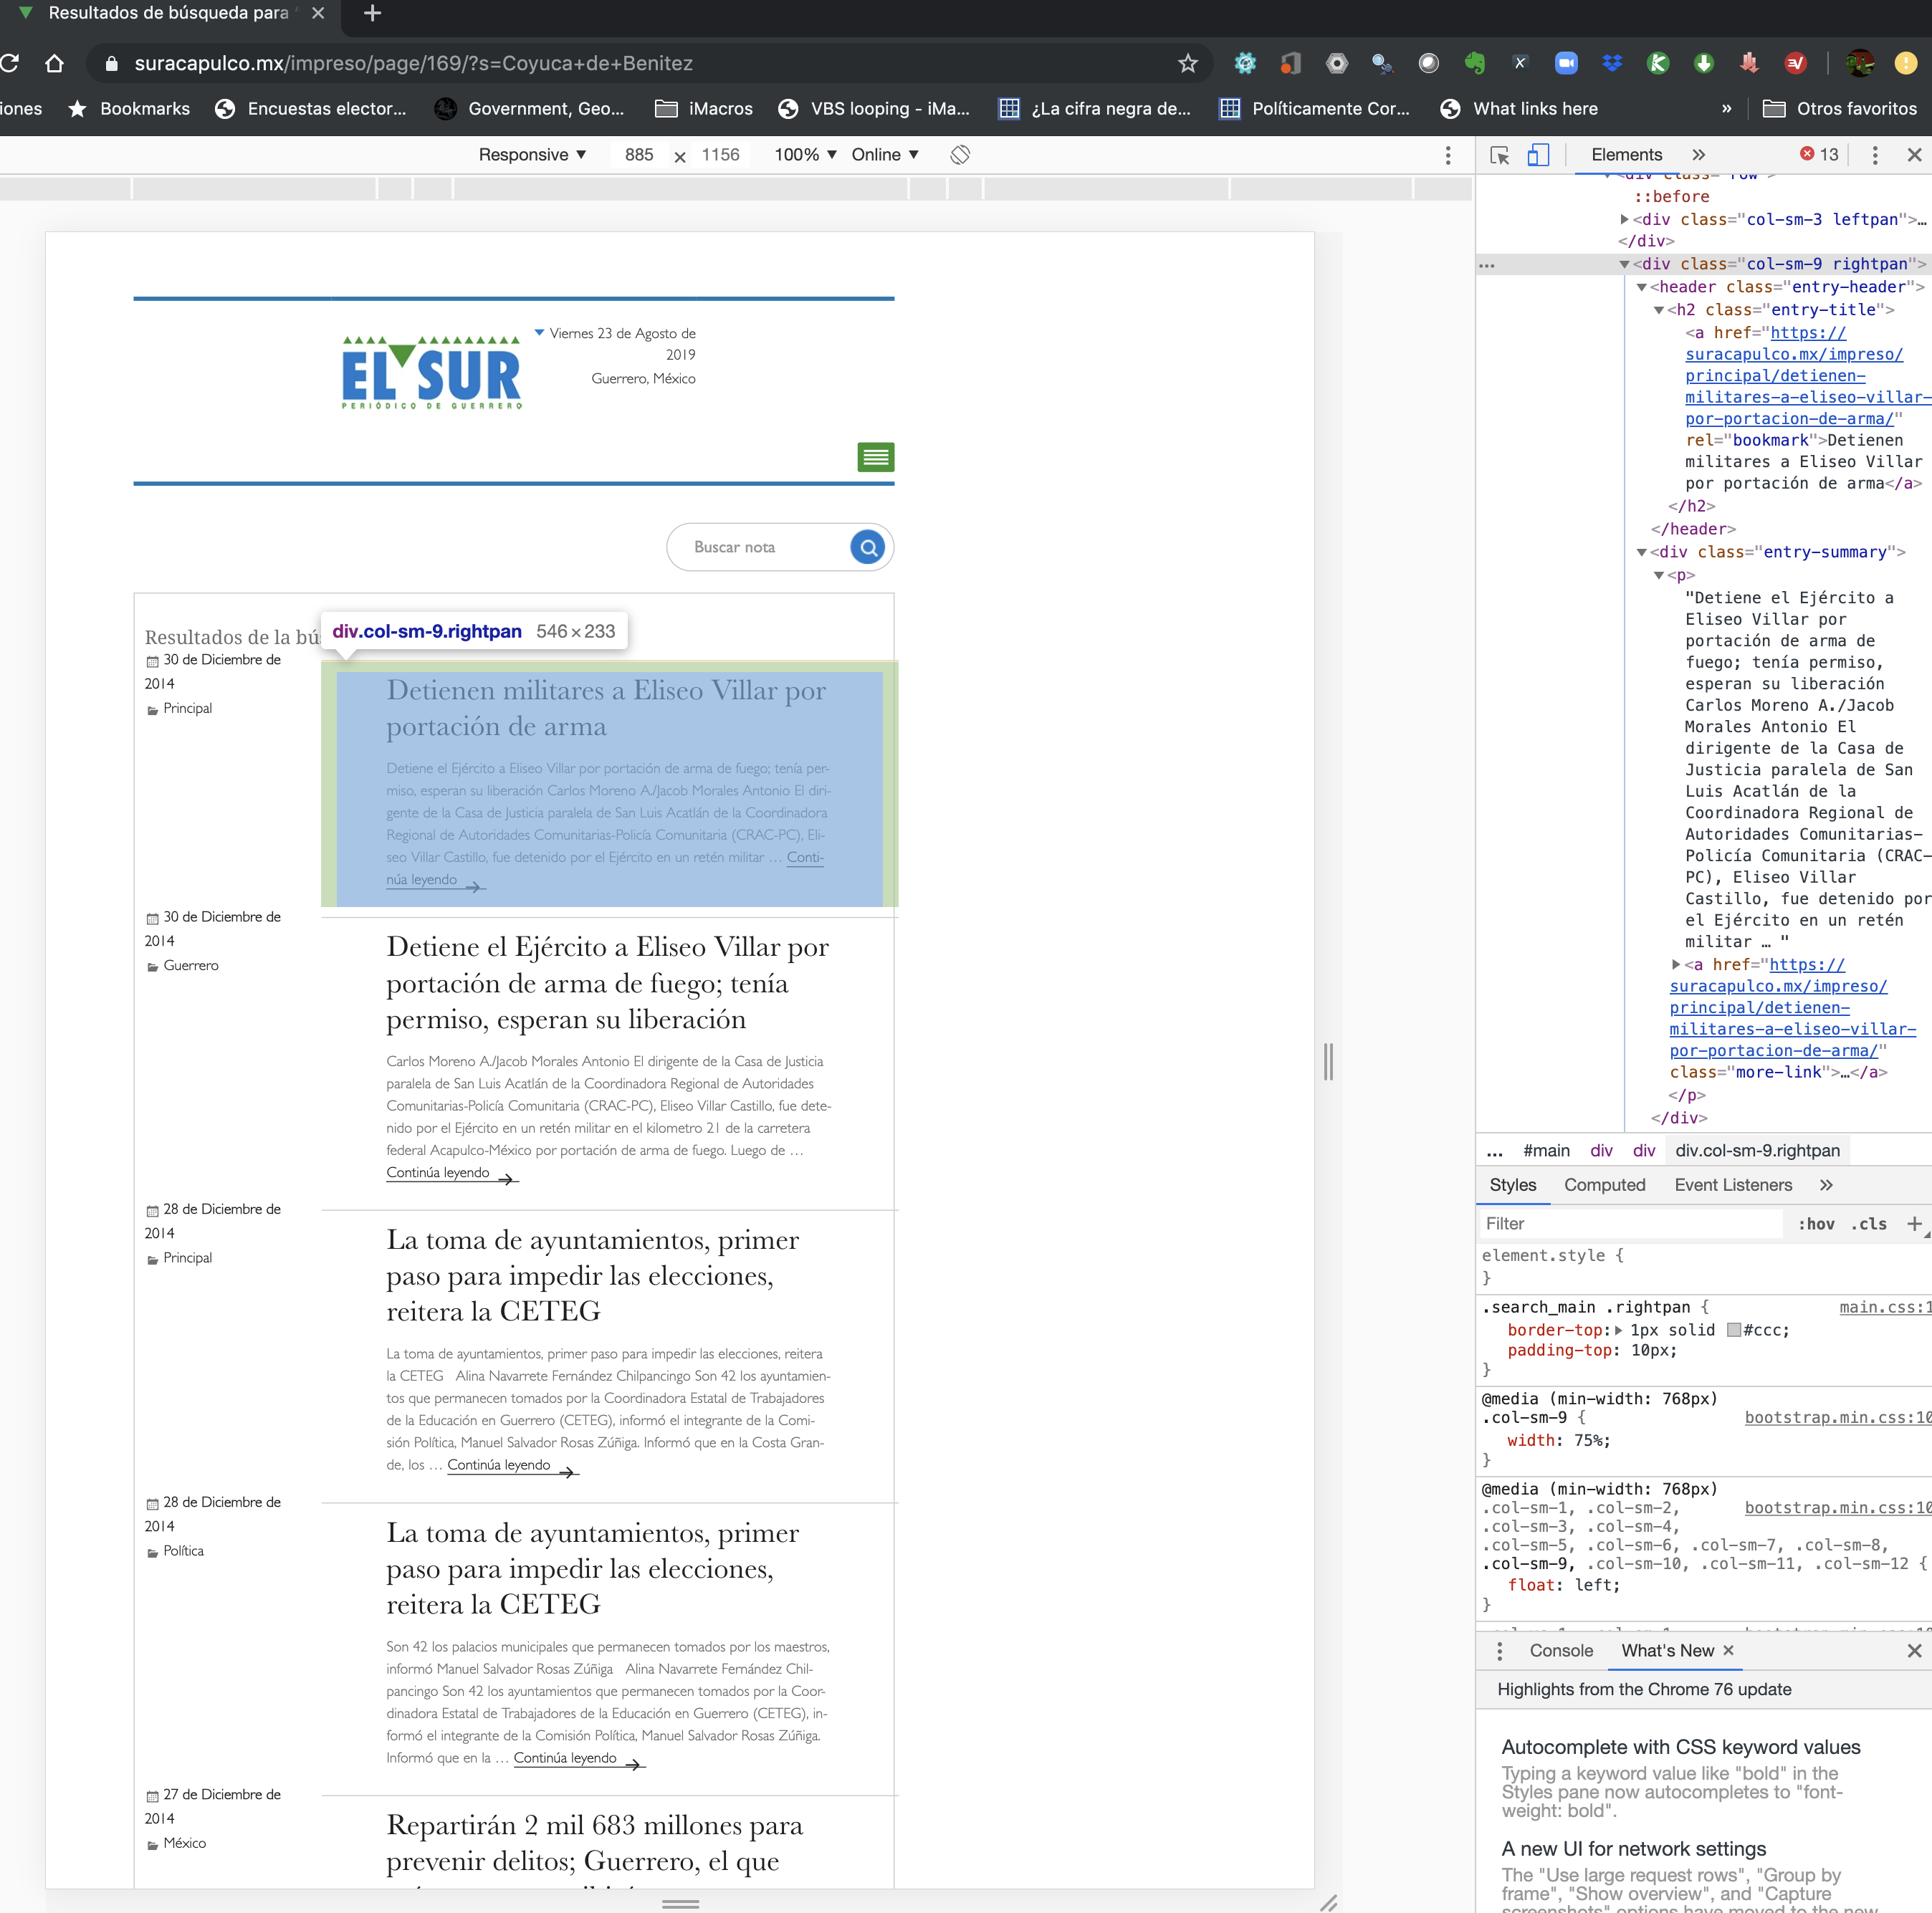 Resultados de búsqueda para "
suracapulco.mx/impreso/page/169/?s=Coyuca+de+Benitez
iones
Bookmarks
Encuestas elector...
Government, Geo...
iMacros
VBS looping - iMa...
¿La cifra negra de...
Políticamente Cor...
What links here
»
Otros favoritos
Responsive ▼ 885 × 1156 100% ▼ Online ▼
EL SUR
PERIÓDICO DE GUERRERO
Viernes 23 de Agosto de
2019
Guerrero, México
Buscar nota
Resultados de la bú
div.col-sm-9.rightpan 546×233
30 de Diciembre de
2014
Principal
Detienen militares a Eliseo Villar por
portación de arma
Detiene el Ejército a Eliseo Villar por portación de arma de fuego; tenía per-
miso, esperan su liberación Carlos Moreno A./Jacob Morales Antonio El diri-
gente de la Casa de Justicia paralela de San Luis Acatlán de la Coordinadora
Regional de Autoridades Comunitarias-Policía Comunitaria (CRAC-PC), Eli-
seo Villar Castillo, fue detenido por el Ejército en un retén militar … Conti-
núa leyendo →
30 de Diciembre de
2014
Guerrero
Detiene el Ejército a Eliseo Villar por
portación de arma de fuego; tenía
permiso, esperan su liberación
Carlos Moreno A./Jacob Morales Antonio El dirigente de la Casa de Justicia
paralela de San Luis Acatlán de la Coordinadora Regional de Autoridades
Comunitarias-Policía Comunitaria (CRAC-PC), Eliseo Villar Castillo, fue dete-
nido por el Ejército en un retén militar en el kilometro 21 de la carretera
federal Acapulco-México por portación de arma de fuego. Luego de …
Continúa leyendo →
28 de Diciembre de
2014
Principal
La toma de ayuntamientos, primer
paso para impedir las elecciones,
reitera la CETEG
La toma de ayuntamientos, primer paso para impedir las elecciones, reitera
la CETEG Alina Navarrete Fernández Chilpancingo Son 42 los ayuntamien-
tos que permanecen tomados por la Coordinadora Estatal de Trabajadores
de la Educación en Guerrero (CETEG), informó el integrante de la Comi-
sión Política, Manuel Salvador Rosas Zúñiga. Informó que en la Costa Gran-
de, los … Continúa leyendo →
28 de Diciembre de
2014
Política
La toma de ayuntamientos, primer
paso para impedir las elecciones,
reitera la CETEG
Son 42 los palacios municipales que permanecen tomados por los maestros,
informó Manuel Salvador Rosas Zúñiga Alina Navarrete Fernández Chil-
pancingo Son 42 los ayuntamientos que permanecen tomados por la Coor-
dinadora Estatal de Trabajadores de la Educación en Guerrero (CETEG), in-
formó el integrante de la Comisión Política, Manuel Salvador Rosas Zúñiga.
Informó que en la … Continúa leyendo →
27 de Diciembre de
2014
México
Repartirán 2 mil 683 millones para
prevenir delitos; Guerrero, el que
Elements » 13
<div class="row">
::before
<div class="col-sm-3 leftpan">…
</div>
<div class="col-sm-9 rightpan">
<header class="entry-header">
<h2 class="entry-title">
<a href="https://
suracapulco.mx/impreso/
principal/detienen-
militares-a-eliseo-villar-
por-portacion-de-arma/"
rel="bookmark">Detienen
militares a Eliseo Villar
por portación de arma</a>
</h2>
</header>
<div class="entry-summary">
<p>
"Detiene el Ejército a
Eliseo Villar por
portación de arma de
fuego; tenía permiso,
esperan su liberación
Carlos Moreno A./Jacob
Morales Antonio El
dirigente de la Casa de
Justicia paralela de San
Luis Acatlán de la
Coordinadora Regional de
Autoridades Comunitarias-
Policía Comunitaria (CRAC-
PC), Eliseo Villar
Castillo, fue detenido por
el Ejército en un retén
militar … "
<a href="https://
suracapulco.mx/impreso/
principal/detienen-
militares-a-eliseo-villar-
por-portacion-de-arma/"
class="more-link">…</a>
</p>
</div>
... #main div div div.col-sm-9.rightpan
Styles Computed Event Listeners »
Filter :hov .cls +
element.style {
}
.search_main .rightpan { main.css:1
border-top: 1px solid #ccc;
padding-top: 10px;
}
@media (min-width: 768px)
.col-sm-9 { bootstrap.min.css:10
width: 75%;
}
@media (min-width: 768px)
.col-sm-1, .col-sm-2, bootstrap.min.css:10
.col-sm-3, .col-sm-4,
.col-sm-5, .col-sm-6, .col-sm-7, .col-sm-8,
.col-sm-9, .col-sm-10, .col-sm-11, .col-sm-12 {
float: left;
}
Console What's New ×
Highlights from the Chrome 76 update
Autocomplete with CSS keyword values
Typing a keyword value like "bold" in the
Styles pane now autocompletes to "font-
weight: bold".
A new UI for network settings
The "Use large request rows", "Group by
frame", "Show overview", and "Capture
screenshots" options have moved to the new